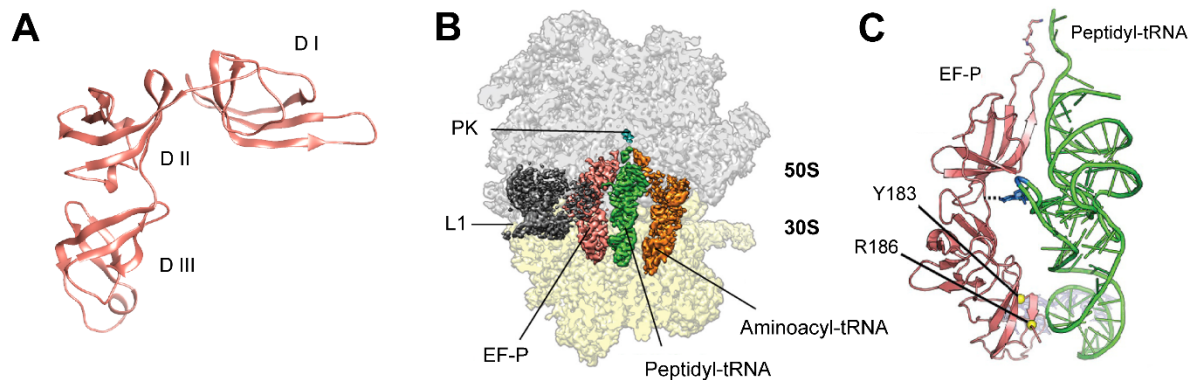 A
D I
D II
D III
B
PK
50S
L1
30S
EF-P
Peptidyl-tRNA
Aminoacyl-tRNA
C
Peptidyl-tRNA
EF-P
Y183
R186